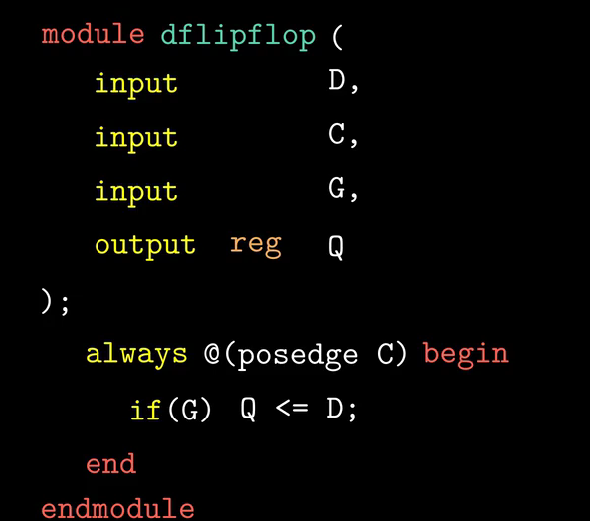 module dflipflop (
input D,
input C,
input G,
output reg Q
);
always @(posedge C) begin
if(G) Q <= D;
end
endmodule